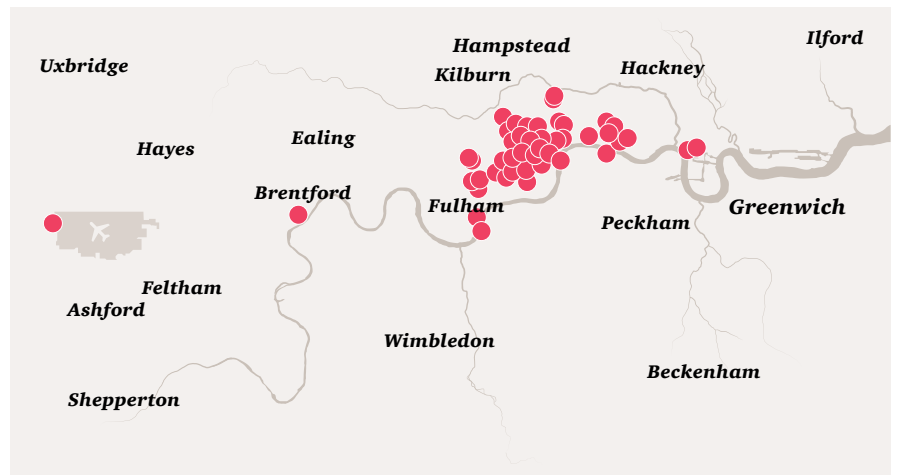 Ilford
Hampstead
Uxbridge
Hackney
Kilburn
Ealing
Hayes
Brentford
Fulham
Greenwich
Peckham
Feltham
Ashford
Wimbledon
Beckenham
Shepperton